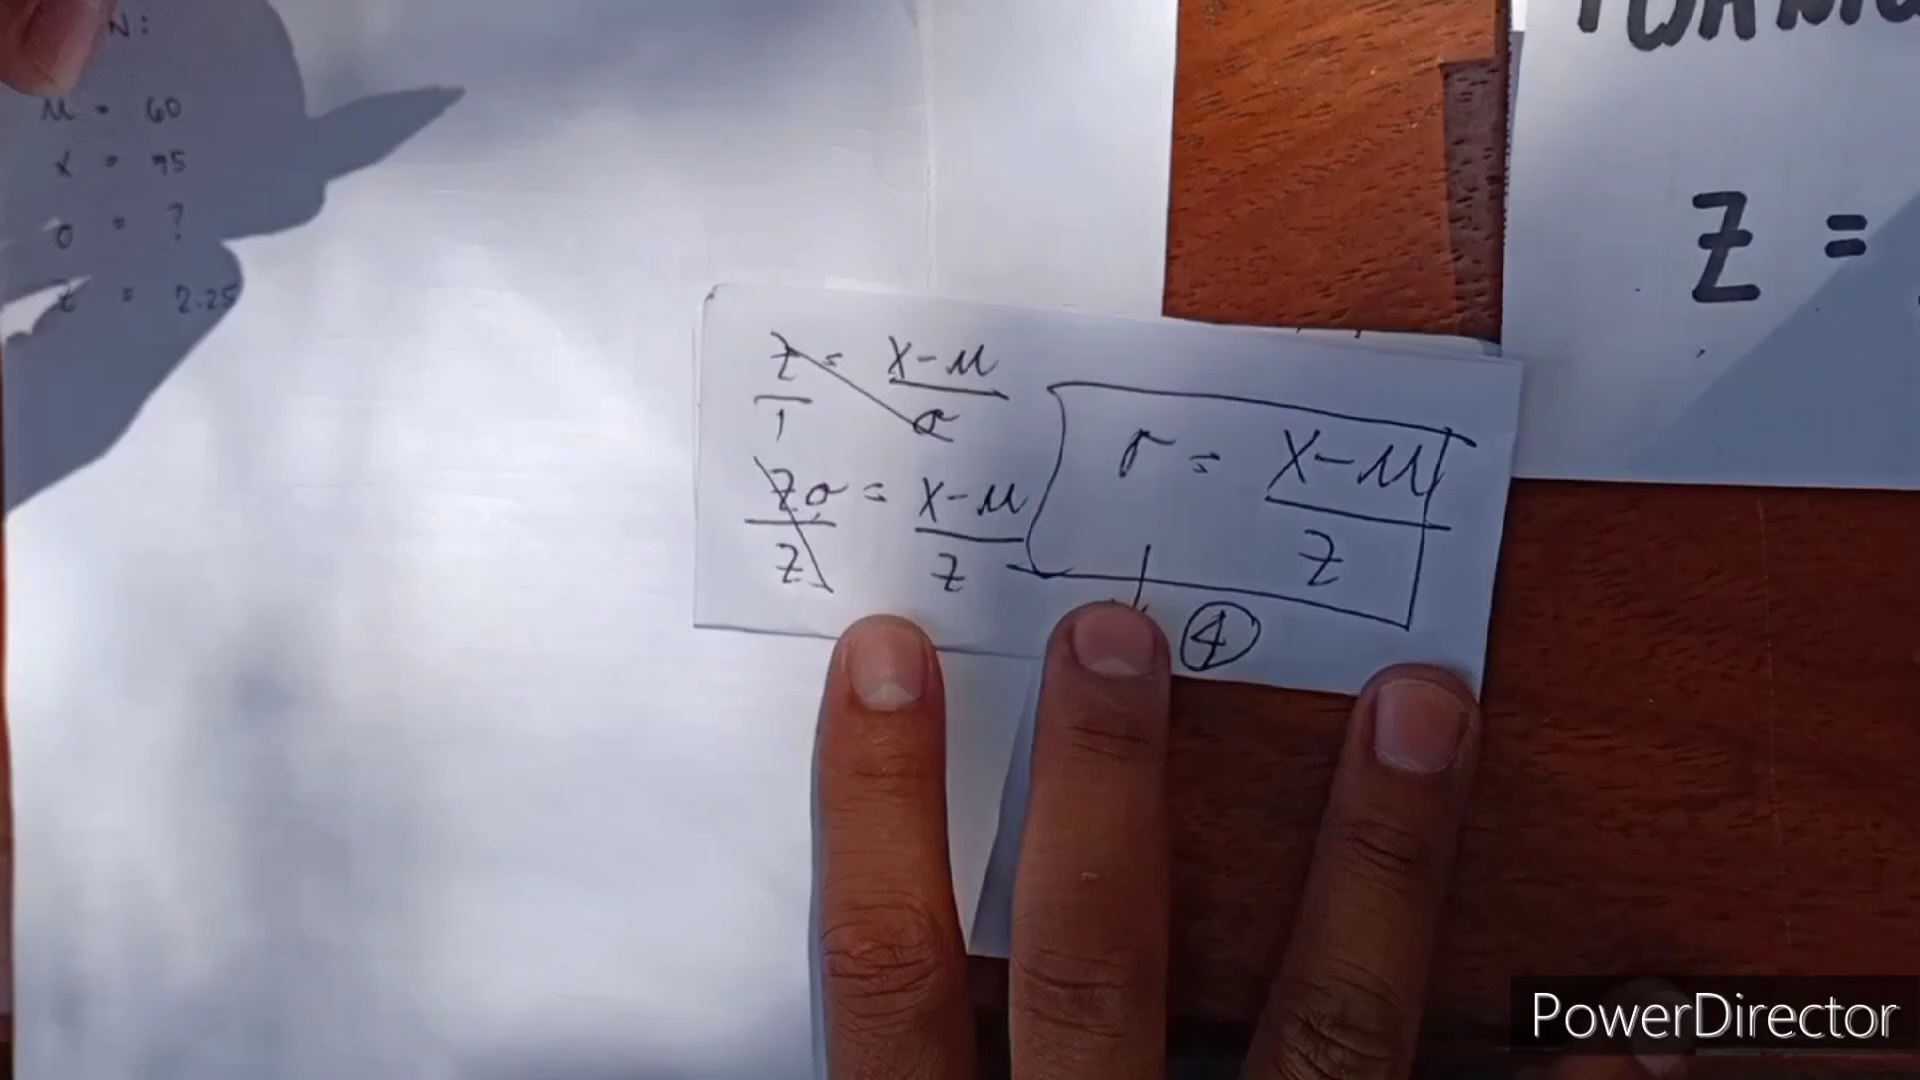 N:
μ = 60
x = 95
σ = ?
z = 2.25
Z =
z/1 = x-μ/σ
zσ/z = x-μ/z
σ = x-μ/z
④
PowerDirector